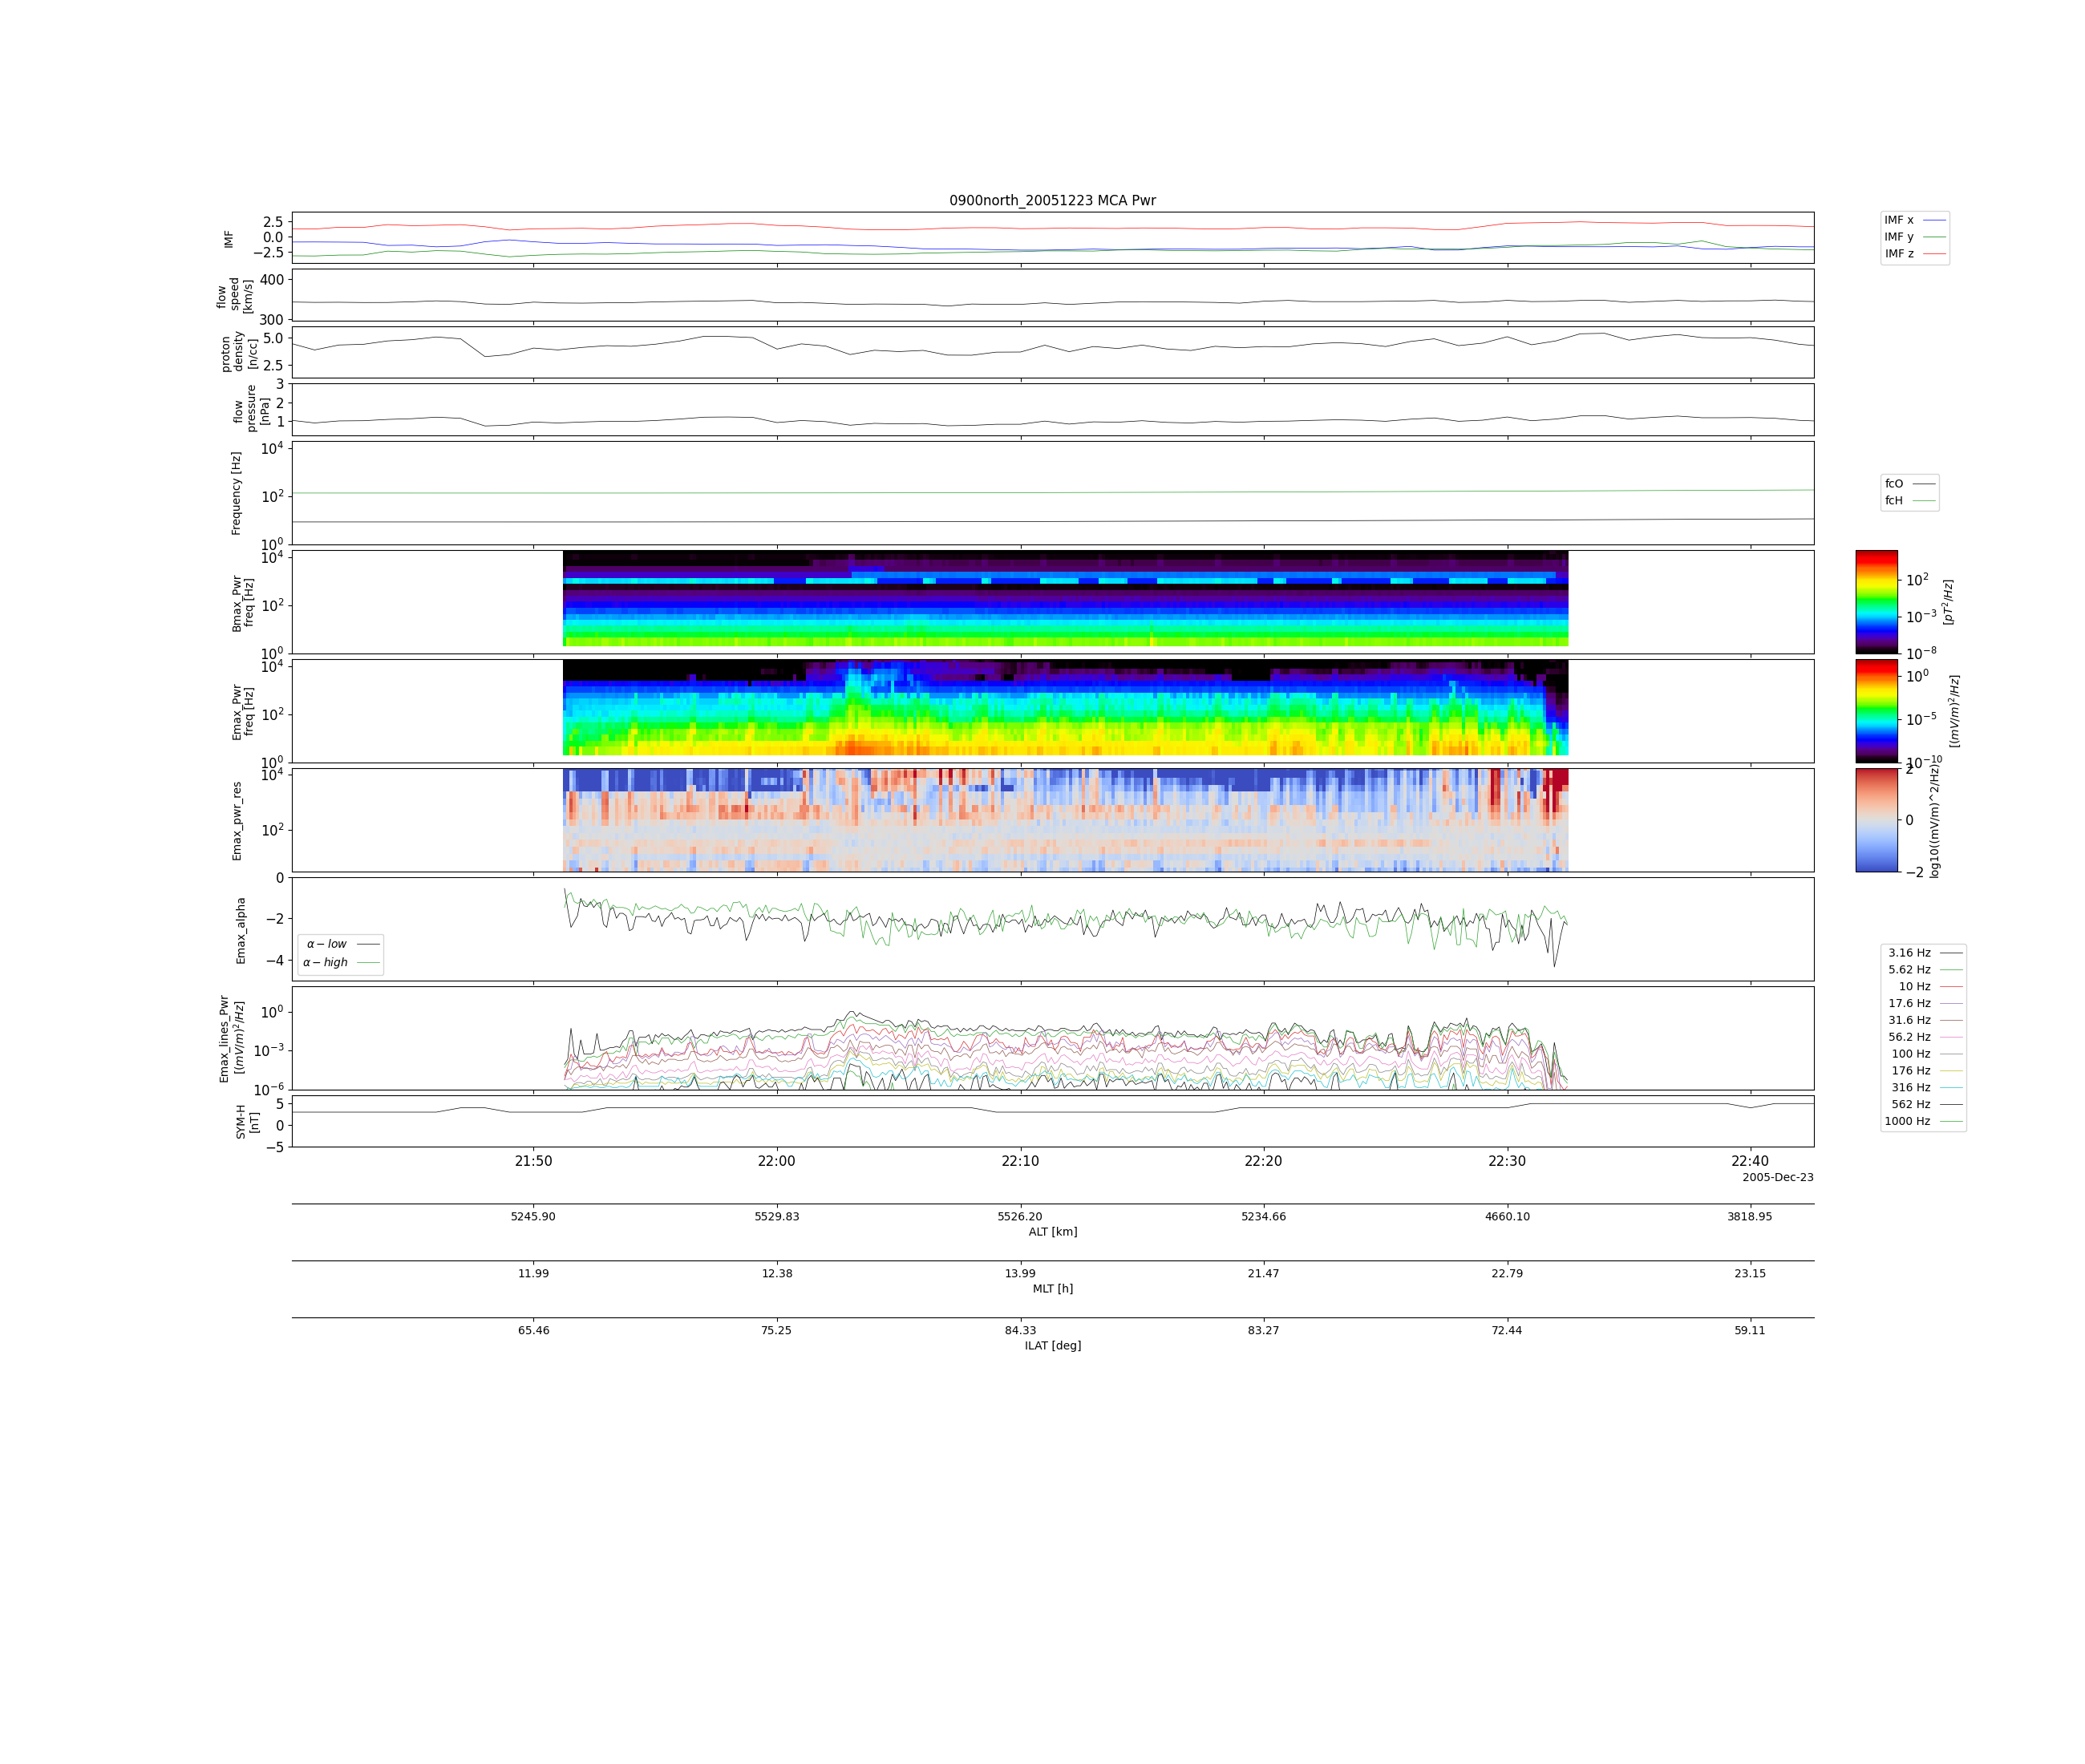 0900north_20051223 MCA Pwr
IMF
2.5
0.0
−2.5
IMF x
IMF y
IMF z
flow
speed
[km/s]
400
300
proton
density
[n/cc]
5.0
2.5
flow
pressure
[nPa]
3
2
1
Frequency [Hz]
10^4
10^2
10^0
fcO
fcH
Bmax_Pwr
freq [Hz]
10^4
10^2
10^0
10^2
10^−3
10^−8
[pT^2/Hz]
Emax_Pwr
freq [Hz]
10^4
10^2
10^0
10^0
10^−5
10^−10
[(mV/m)^2/Hz]
Emax_pwr_res
10^4
10^2
2
0
−2
log10((mV/m)^2/Hz)
Emax_alpha
0
−2
−4
α − low
α − high
Emax_lines_Pwr
[(mV/m)^2/Hz]
10^0
10^−3
10^−6
3.16 Hz
5.62 Hz
10 Hz
17.6 Hz
31.6 Hz
56.2 Hz
100 Hz
176 Hz
316 Hz
562 Hz
1000 Hz
SYM-H
[nT]
5
0
−5
21:50 22:00 22:10 22:20 22:30 22:40
2005-Dec-23
5245.90 5529.83 5526.20 5234.66 4660.10 3818.95
ALT [km]
11.99 12.38 13.99 21.47 22.79 23.15
MLT [h]
65.46 75.25 84.33 83.27 72.44 59.11
ILAT [deg]